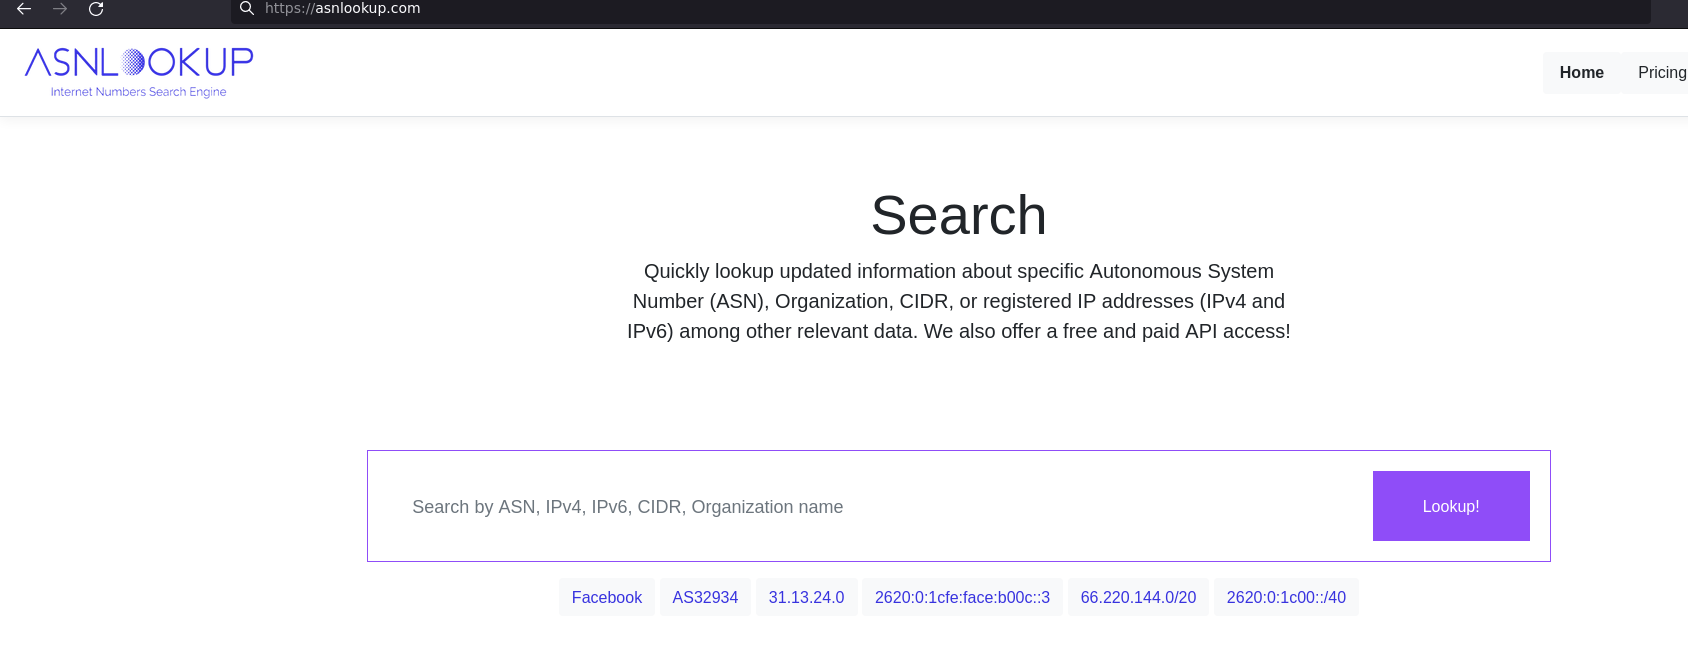 https://asnlookup.com
ASNLOOKUP
Internet Numbers Search Engine
Home Pricing
Search
Quickly lookup updated information about specific Autonomous System
Number (ASN), Organization, CIDR, or registered IP addresses (IPv4 and
IPv6) among other relevant data. We also offer a free and paid API access!
Search by ASN, IPv4, IPv6, CIDR, Organization name
Lookup!
Facebook AS32934 31.13.24.0 2620:0:1cfe:face:b00c::3 66.220.144.0/20 2620:0:1c00::/40